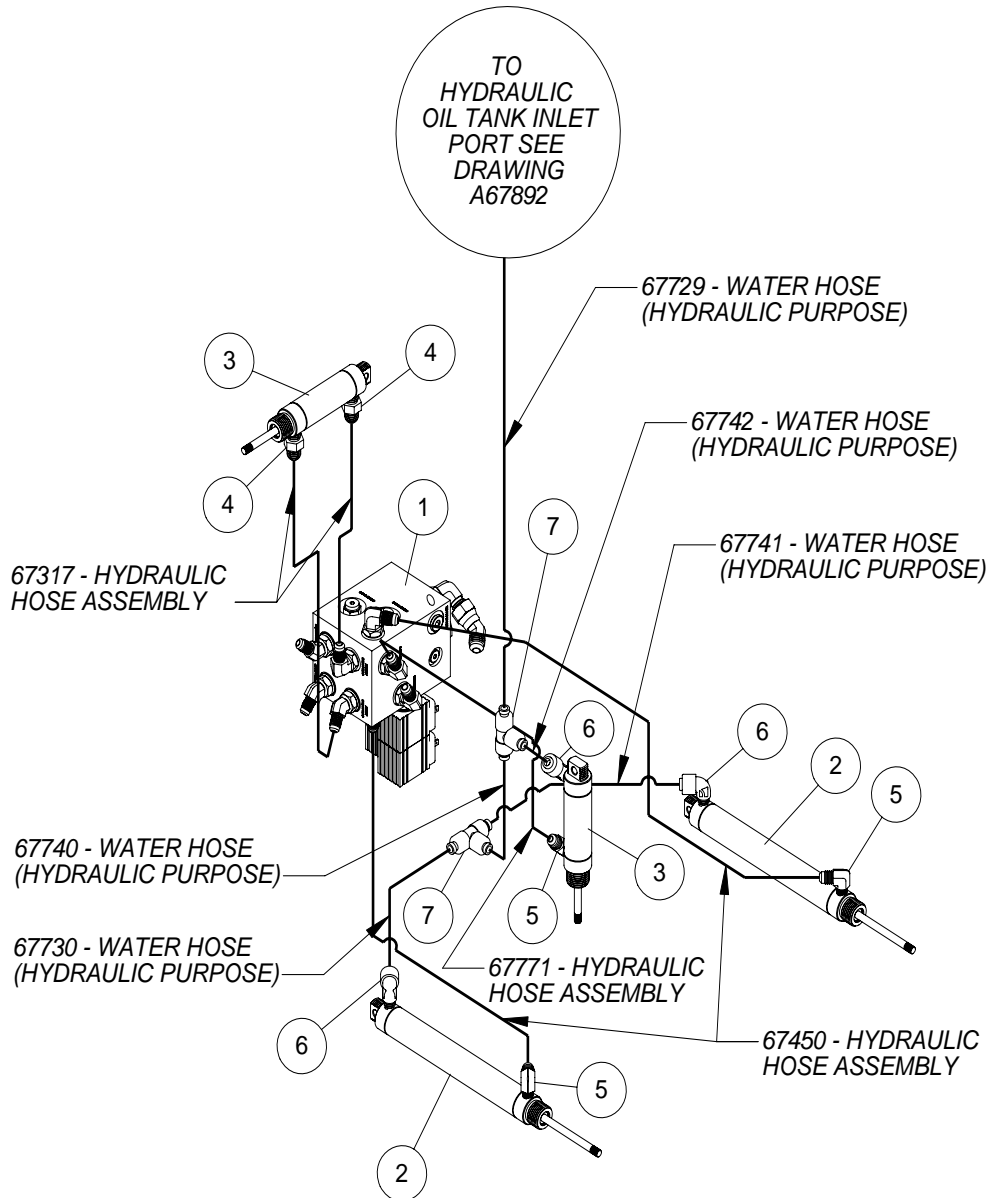 TO
HYDRAULIC
OIL TANK INLET
PORT SEE
DRAWING
A67892
67729 - WATER HOSE
(HYDRAULIC PURPOSE)
3
4
67742 - WATER HOSE
(HYDRAULIC PURPOSE)
4
1
7
67741 - WATER HOSE
(HYDRAULIC PURPOSE)
67317 - HYDRAULIC
HOSE ASSEMBLY
6
6
2
5
67740 - WATER HOSE
(HYDRAULIC PURPOSE)
3
7
5
67730 - WATER HOSE
(HYDRAULIC PURPOSE)
67771 - HYDRAULIC
HOSE ASSEMBLY
6
67450 - HYDRAULIC
HOSE ASSEMBLY
5
2